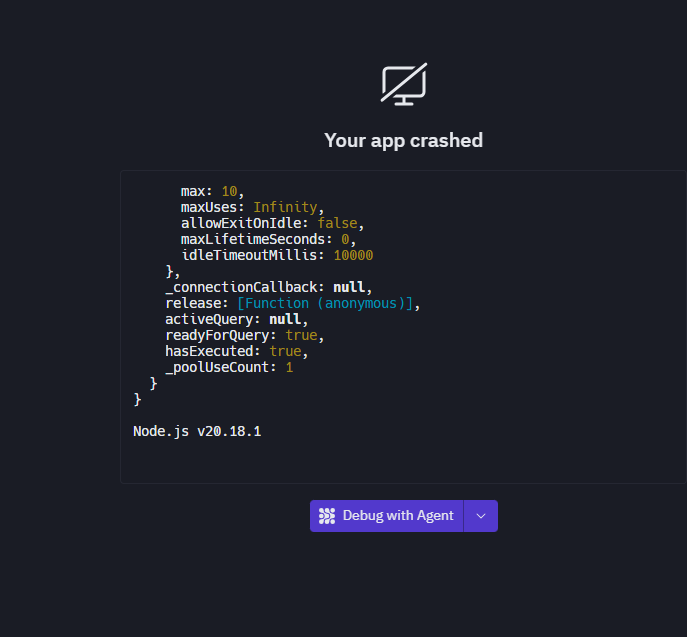 Your app crashed
max: 10,
maxUses: Infinity,
allowExitOnIdle: false,
maxLifetimeSeconds: 0,
idleTimeoutMillis: 10000
},
_connectionCallback: null,
release: [Function (anonymous)],
activeQuery: null,
readyForQuery: true,
hasExecuted: true,
_poolUseCount: 1
}
}
Node.js v20.18.1
Debug with Agent